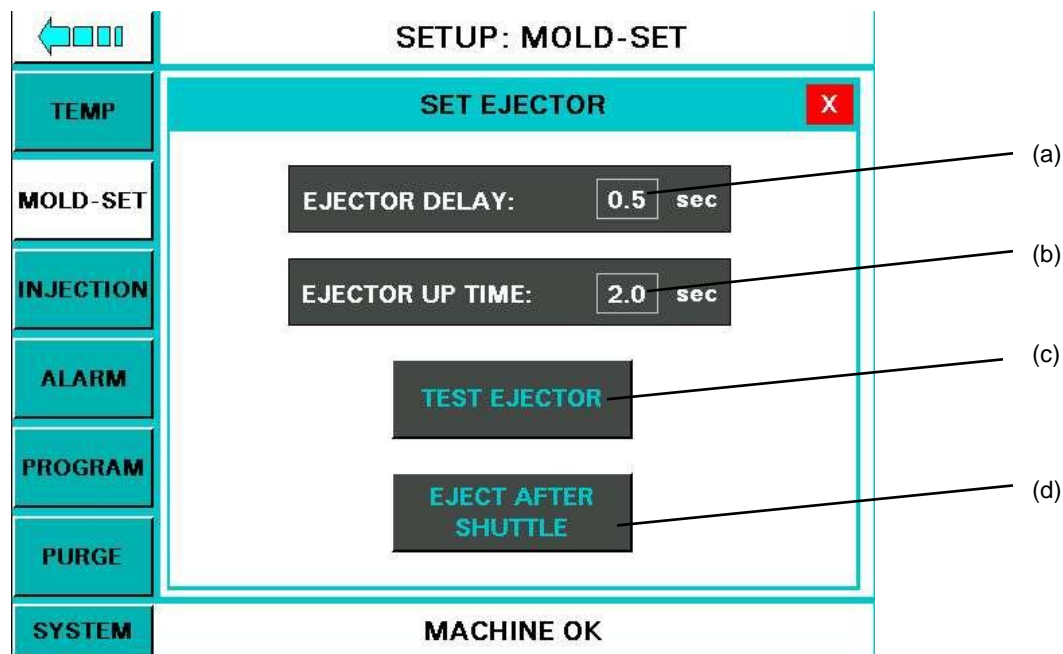 SETUP: MOLD-SET
TEMP
SET EJECTOR
X
(a)
MOLD-SET
EJECTOR DELAY: 0.5 sec
(b)
INJECTION
EJECTOR UP TIME: 2.0 sec
(c)
ALARM
TEST EJECTOR
PROGRAM
(d)
EJECT AFTER
SHUTTLE
PURGE
SYSTEM
MACHINE OK